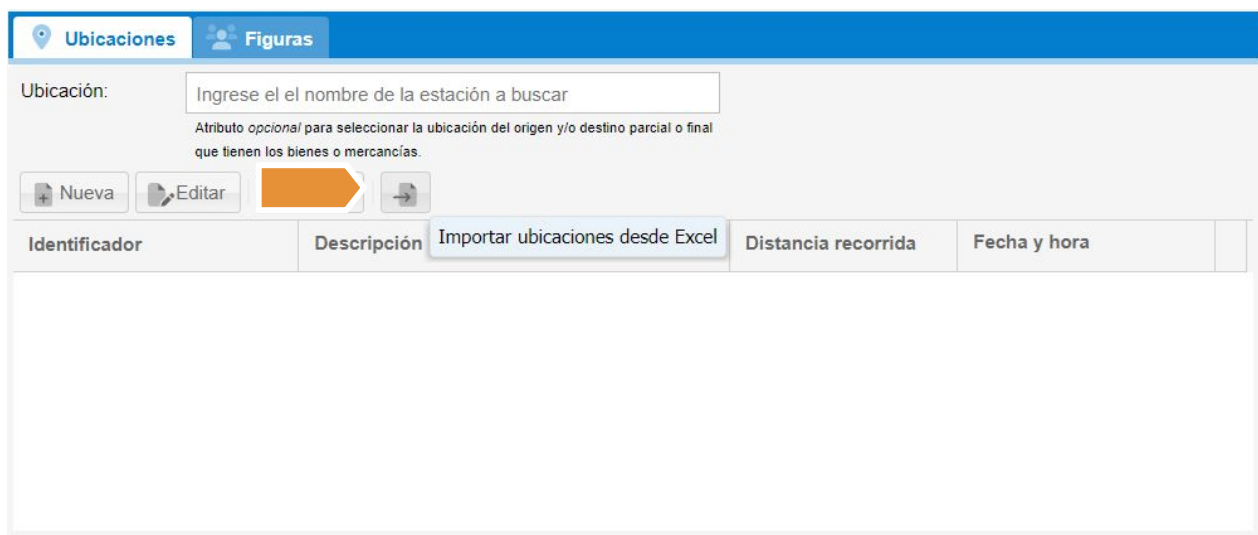 Ubicaciones Figuras
Ubicación: Ingrese el el nombre de la estación a buscar
Atributo opcional para seleccionar la ubicación del origen y/o destino parcial o final
que tienen los bienes o mercancías.
Nueva Editar
Importar ubicaciones desde Excel
Identificador Descripción Distancia recorrida Fecha y hora